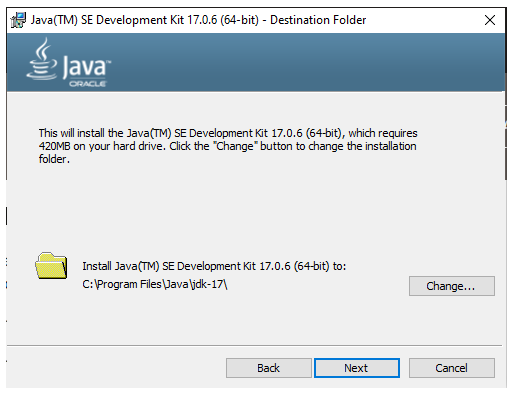 Java(TM) SE Development Kit 17.0.6 (64-bit) - Destination Folder
Java™
ORACLE
This will install the Java(TM) SE Development Kit 17.0.6 (64-bit), which requires
420MB on your hard drive. Click the "Change" button to change the installation
folder.
Install Java(TM) SE Development Kit 17.0.6 (64-bit) to:
C:\Program Files\Java\jdk-17\
Change...
Back
Next
Cancel